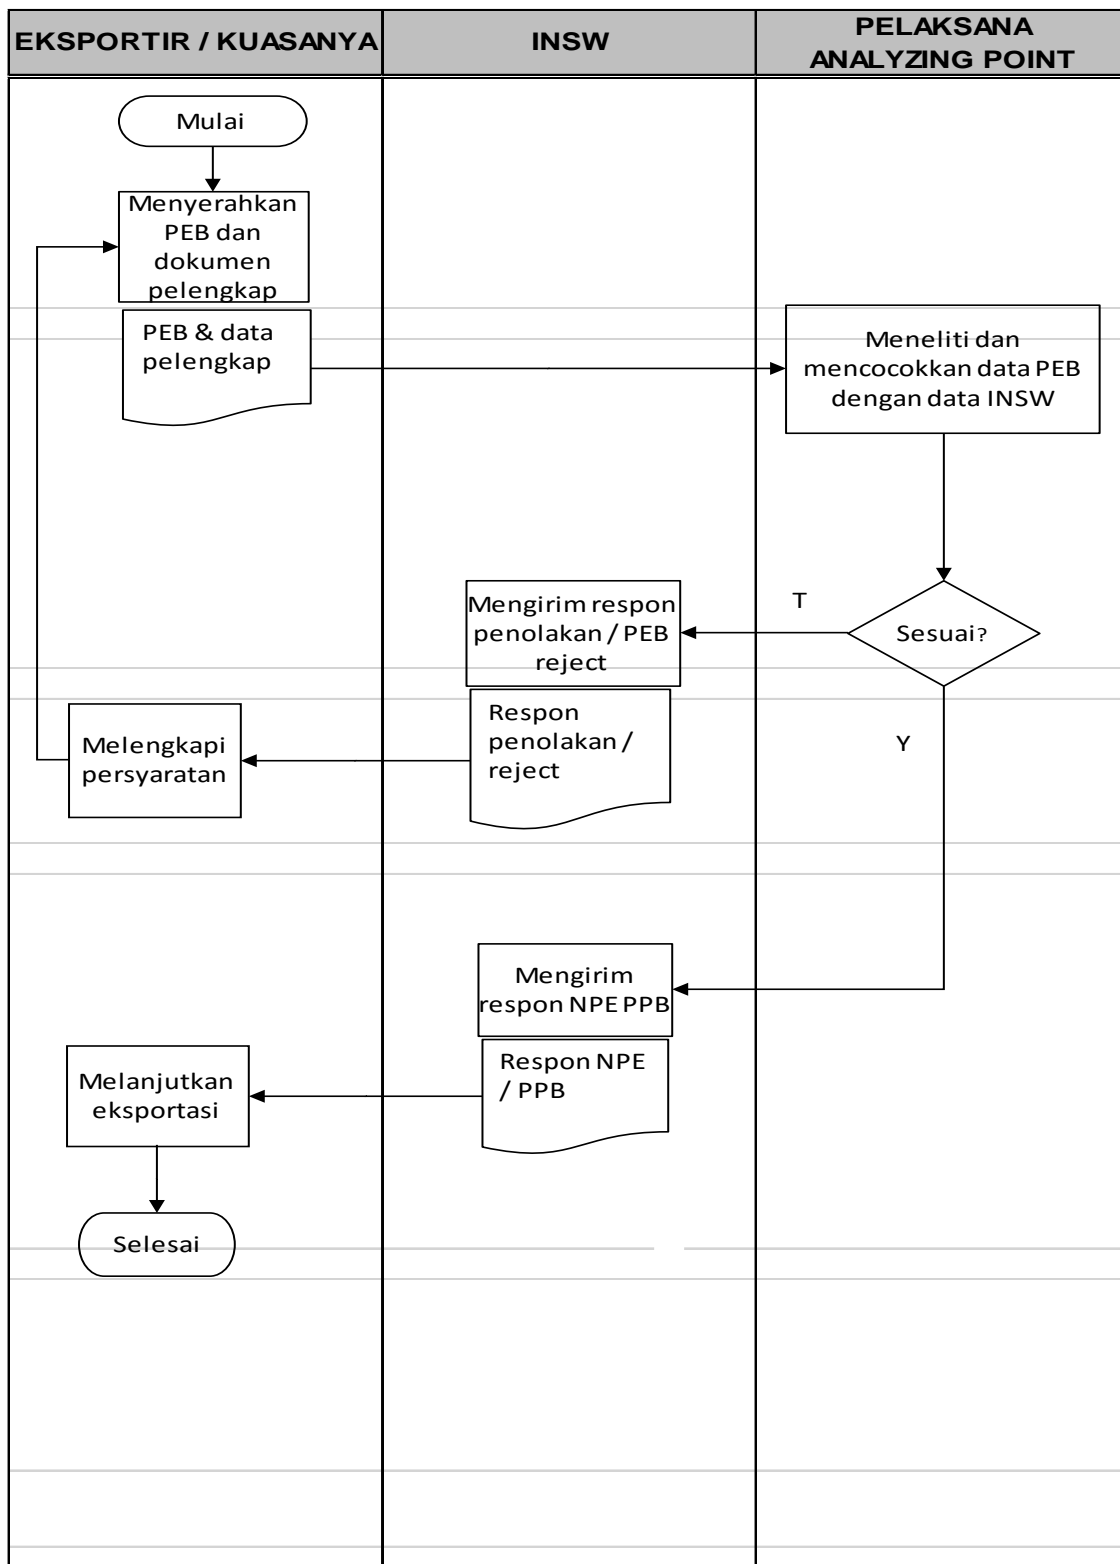 EKSPORTIR / KUASANYA
INSW
PELAKSANA
ANALYZING POINT
Mulai
Menyerahkan
PEB dan
dokumen
pelengkap
PEB & data
pelengkap
Meneliti dan
mencocokkan data PEB
dengan data INSW
Sesuai?
T
Y
Mengirim respon
penolakan / PEB
reject
Respon
penolakan /
reject
Melengkapi
persyaratan
Mengirim
respon NPE PPB
Respon NPE
/ PPB
Melanjutkan
eksportasi
Selesai